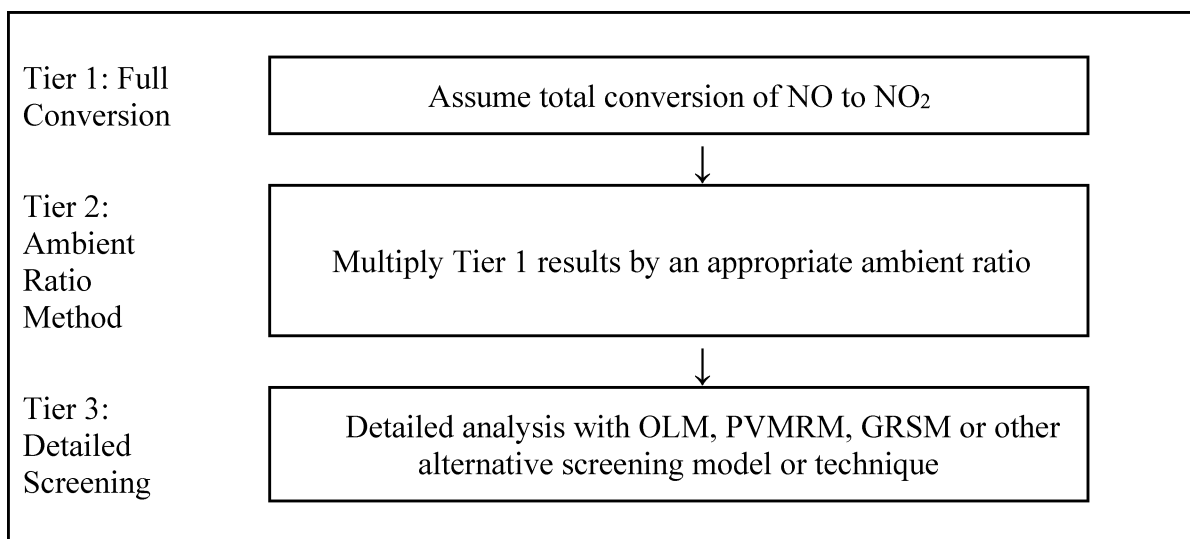 Tier 1: Full
Conversion
Assume total conversion of NO to NO₂
↓
Tier 2:
Ambient
Ratio
Method
Multiply Tier 1 results by an appropriate ambient ratio
↓
Tier 3:
Detailed
Screening
Detailed analysis with OLM, PVMRM, GRSM or other
alternative screening model or technique